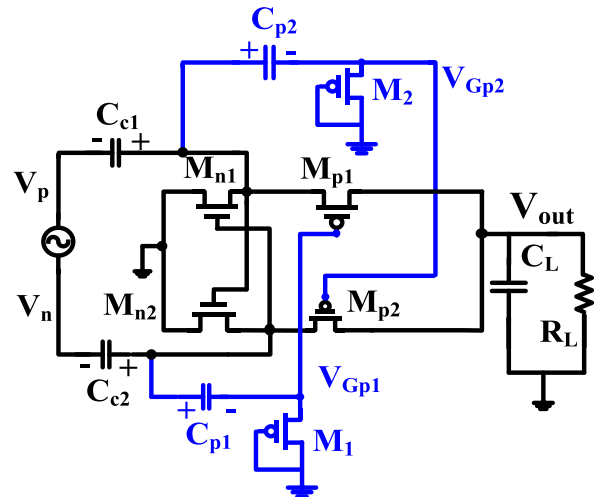 C_p2
+ -
M_2
V_Gp2
C_c1
- +
M_n1
M_p1
V_p
V_out
C_L
V_n
M_n2
M_p2
R_L
- +
C_c2
V_Gp1
+ -
C_p1
M_1